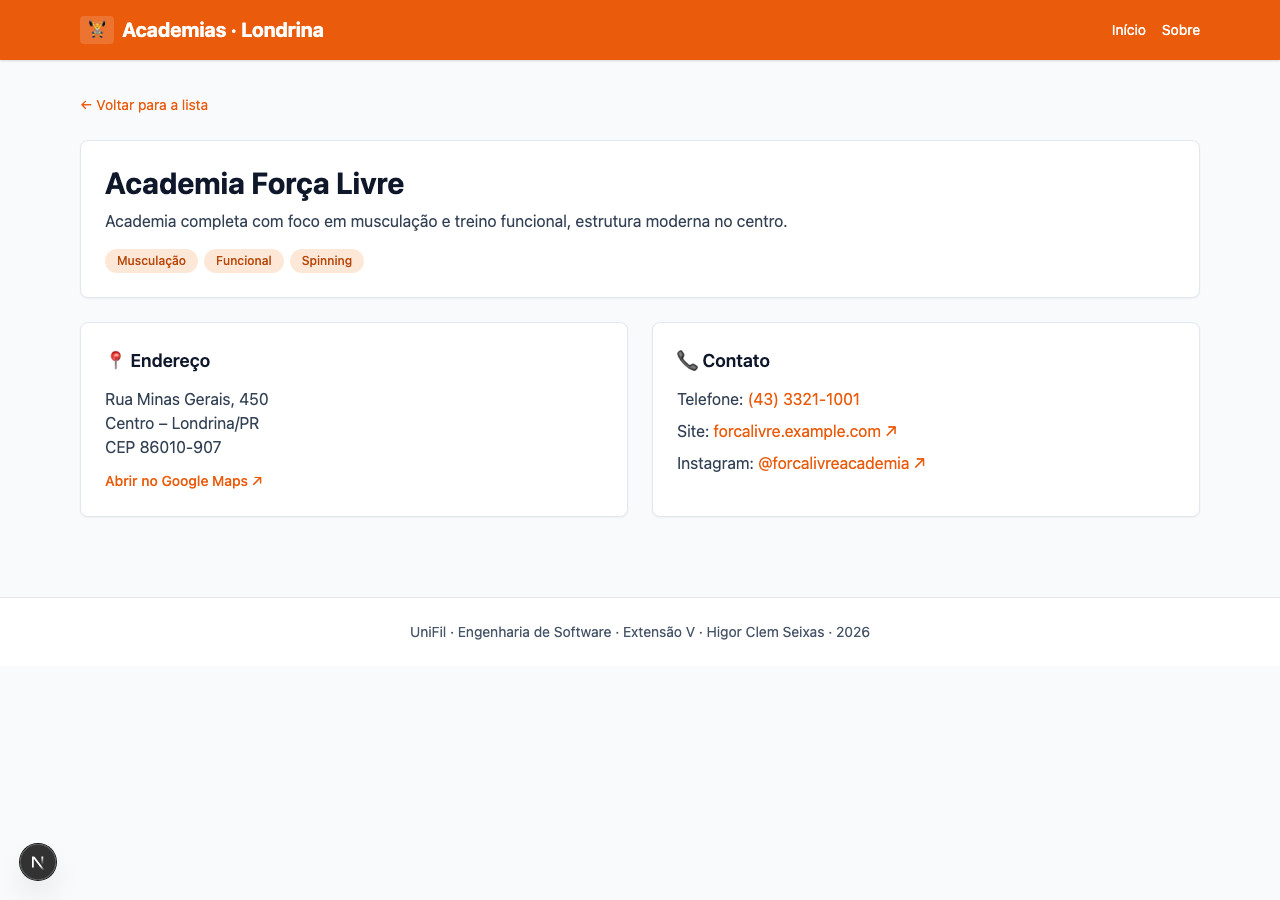 Academias · Londrina
Início Sobre
← Voltar para a lista
Academia Força Livre
Academia completa com foco em musculação e treino funcional, estrutura moderna no centro.
Musculação Funcional Spinning
📍 Endereço
Rua Minas Gerais, 450
Centro – Londrina/PR
CEP 86010-907
Abrir no Google Maps ↗
📞 Contato
Telefone: (43) 3321-1001
Site: forcalivre.example.com ↗
Instagram: @forcalivreacademia ↗
UniFil · Engenharia de Software · Extensão V · Higor Clem Seixas · 2026
N